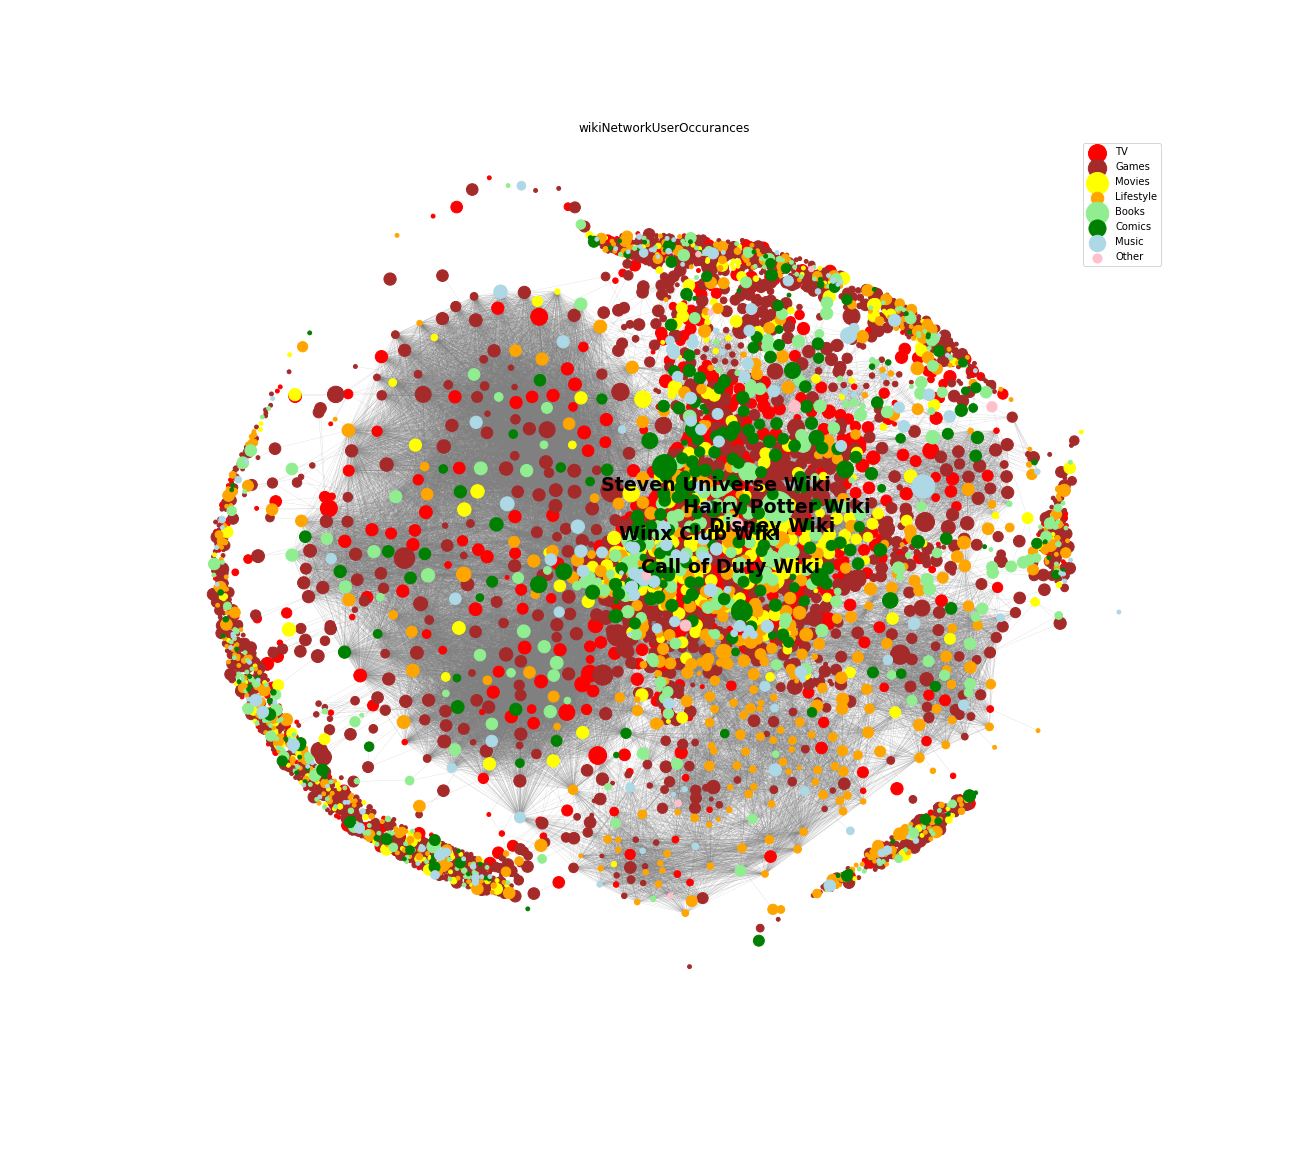 wikiNetworkUserOccurances
TV
Games
Movies
Lifestyle
Books
Comics
Music
Other
Steven Universe Wiki
Harry Potter Wiki
Disney Wiki
Winx Club Wiki
Call of Duty Wiki